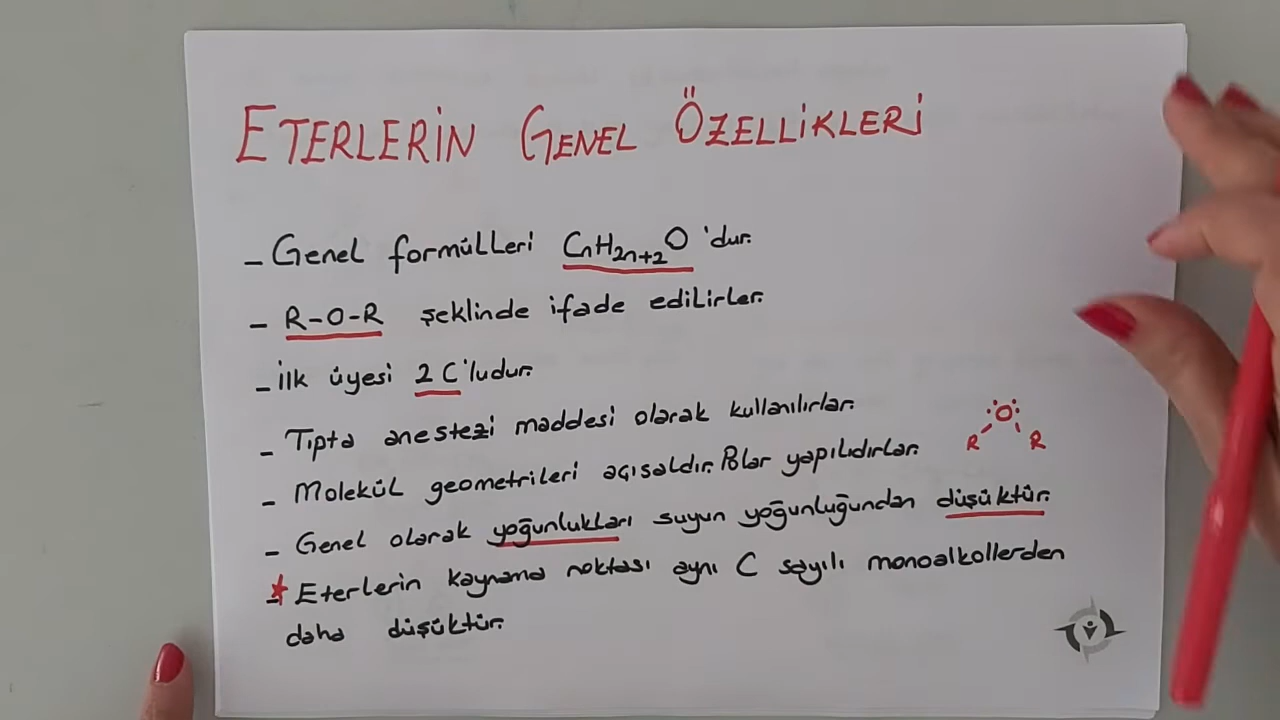 ETERLERİN GENEL ÖZELLİKLERİ
- Genel formülleri CnH2n+2O 'dur.
- R-O-R şeklinde ifade edilirler.
- İlk üyesi 2 C'ludur.
- Tıpta anestezi maddesi olarak kullanılırlar.
- Molekül geometrileri açısaldır. Polar yapılıdırlar.
O
R R
- Genel olarak yoğunlukları suyun yoğunluğundan düşüktür.
* Eterlerin kaynama noktası aynı C sayılı monoalkollerden
daha düşüktür.